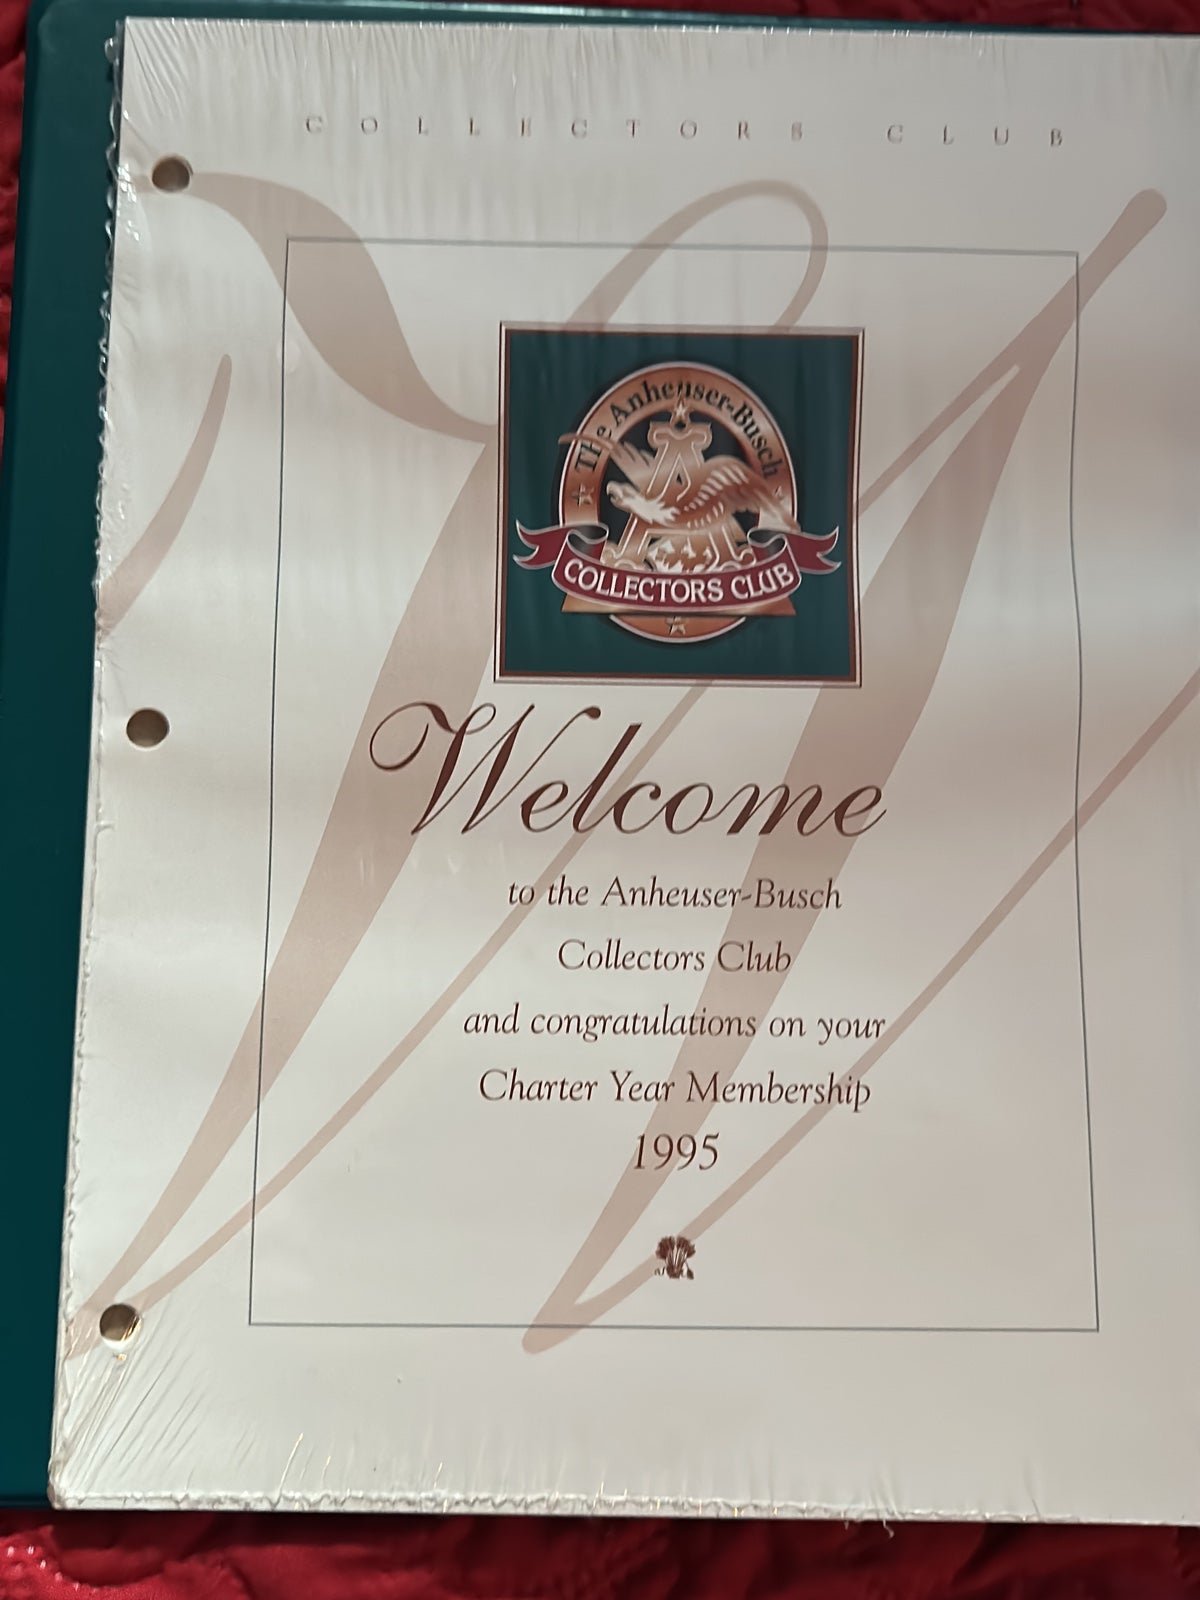 COLLECTORS CLUB
The Anheuser-Busch
A
COLLECTORS CLUB
Welcome
to the Anheuser-Busch
Collectors Club
and congratulations on your
Charter Year Membership
1995